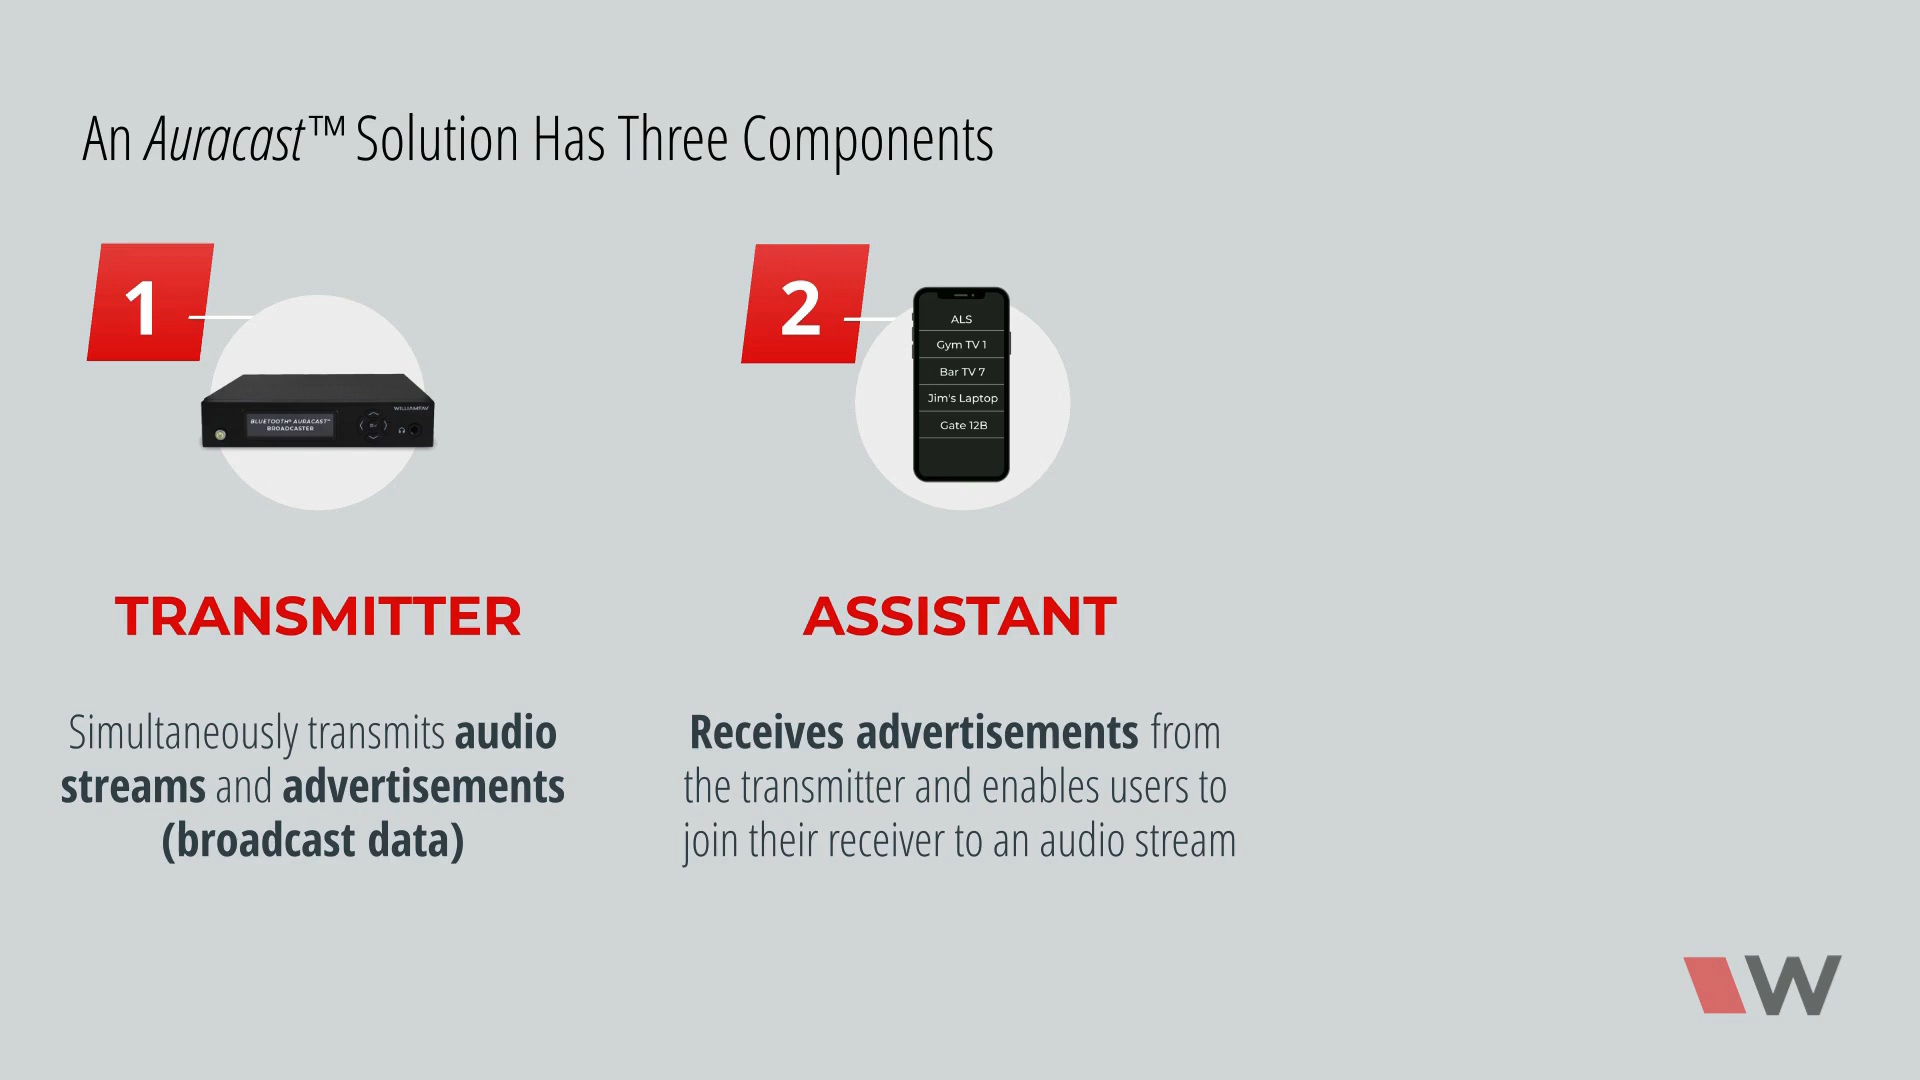 An Auracast™ Solution Has Three Components
1
2
WILLIAMS AV
BLUETOOTH® AURACAST™
BROADCASTER
ALS
Gym TV 1
Bar TV 7
Jim's Laptop
Gate 12B
TRANSMITTER
ASSISTANT
Simultaneously transmits audio
streams and advertisements
(broadcast data)
Receives advertisements from
the transmitter and enables users to
join their receiver to an audio stream
W